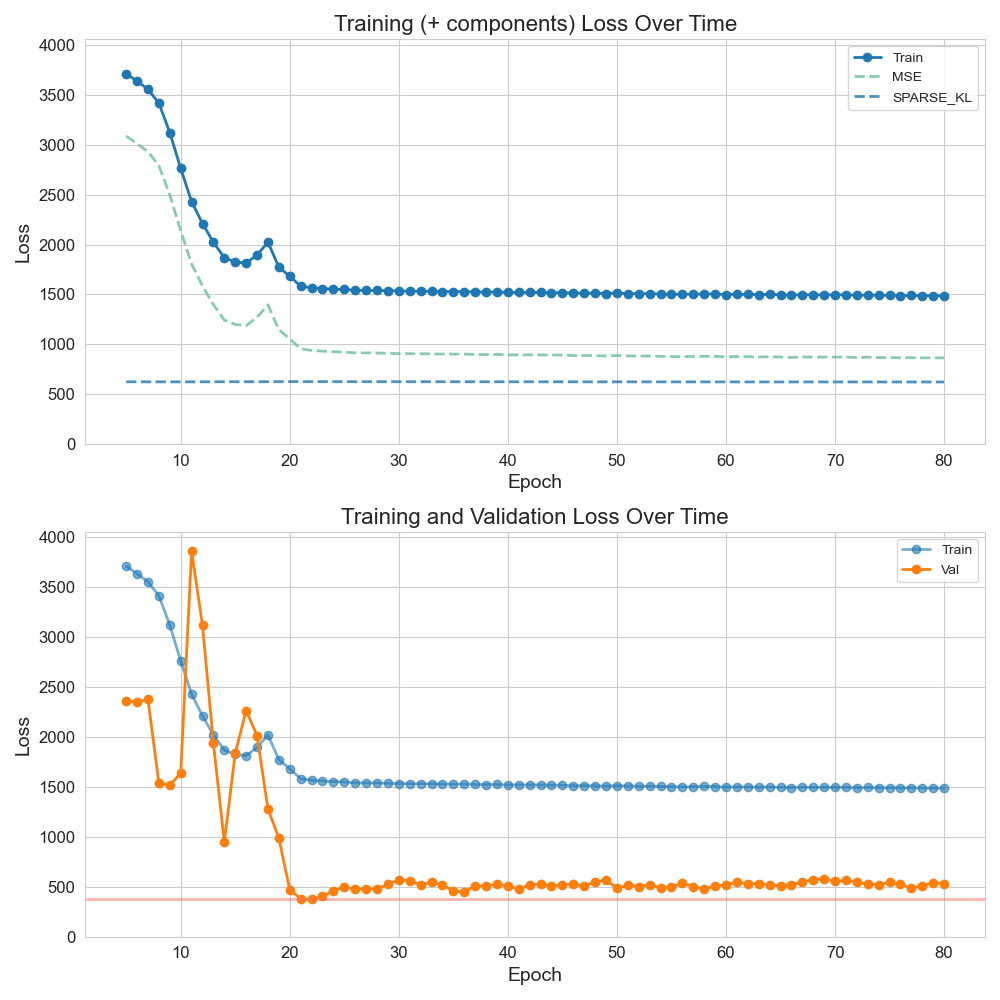 Training (+ components) Loss Over Time
4000
3500
3000
2500
2000
1500
1000
500
0
Loss
Train
MSE
SPARSE_KL
10 20 30 40 50 60 70 80
Epoch
Training and Validation Loss Over Time
4000
3500
3000
2500
2000
1500
1000
500
0
Loss
Train
Val
10 20 30 40 50 60 70 80
Epoch